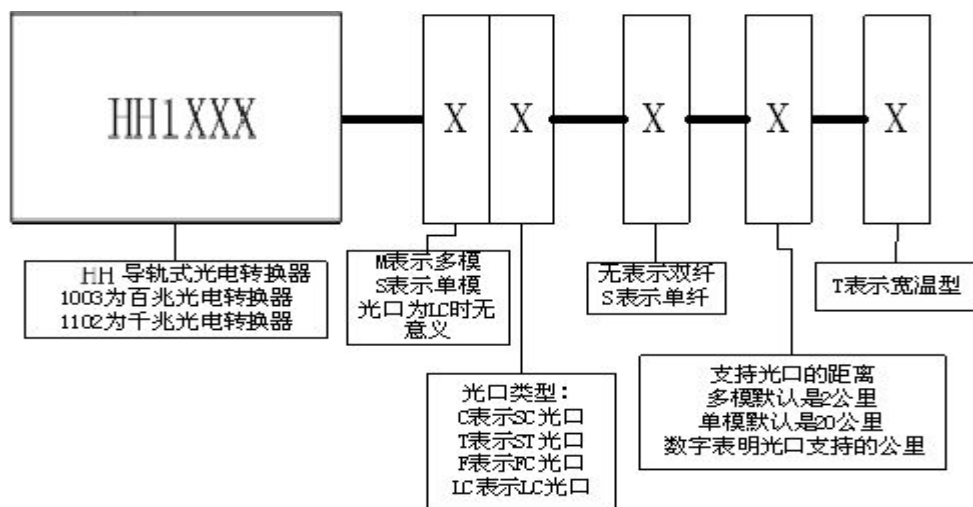 HH1XXX
X
X
X
X
X
HH 导轨式光电转换器
1003为百兆光电转换器
1102为千兆光电转换器
M表示多模
S表示单模
光口为LC时无
意义
无表示双纤
S表示单纤
T表示宽温型
光口类型:
C表示SC光口
T表示ST光口
F表示FC光口
LC表示LC光口
支持光口的距离
多模默认是2公里
单模默认是20公里
数字表明光口支持的公里